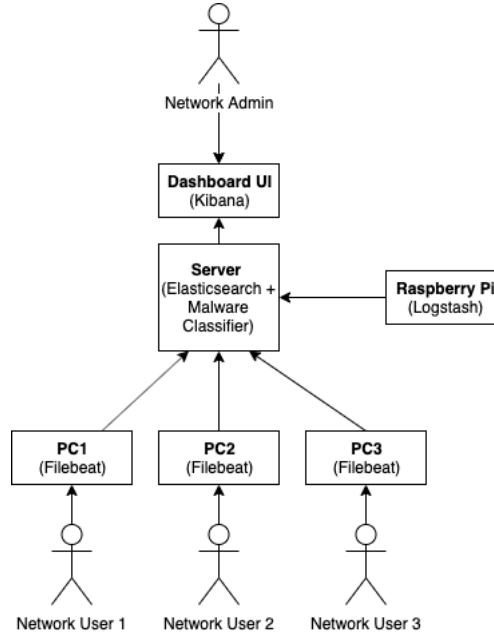 Network Admin
Dashboard UI
(Kibana)
Server
(Elasticsearch +
Malware
Classifier)
Raspberry Pi
(Logstash)
PC1
(Filebeat)
PC2
(Filebeat)
PC3
(Filebeat)
Network User 1
Network User 2
Network User 3